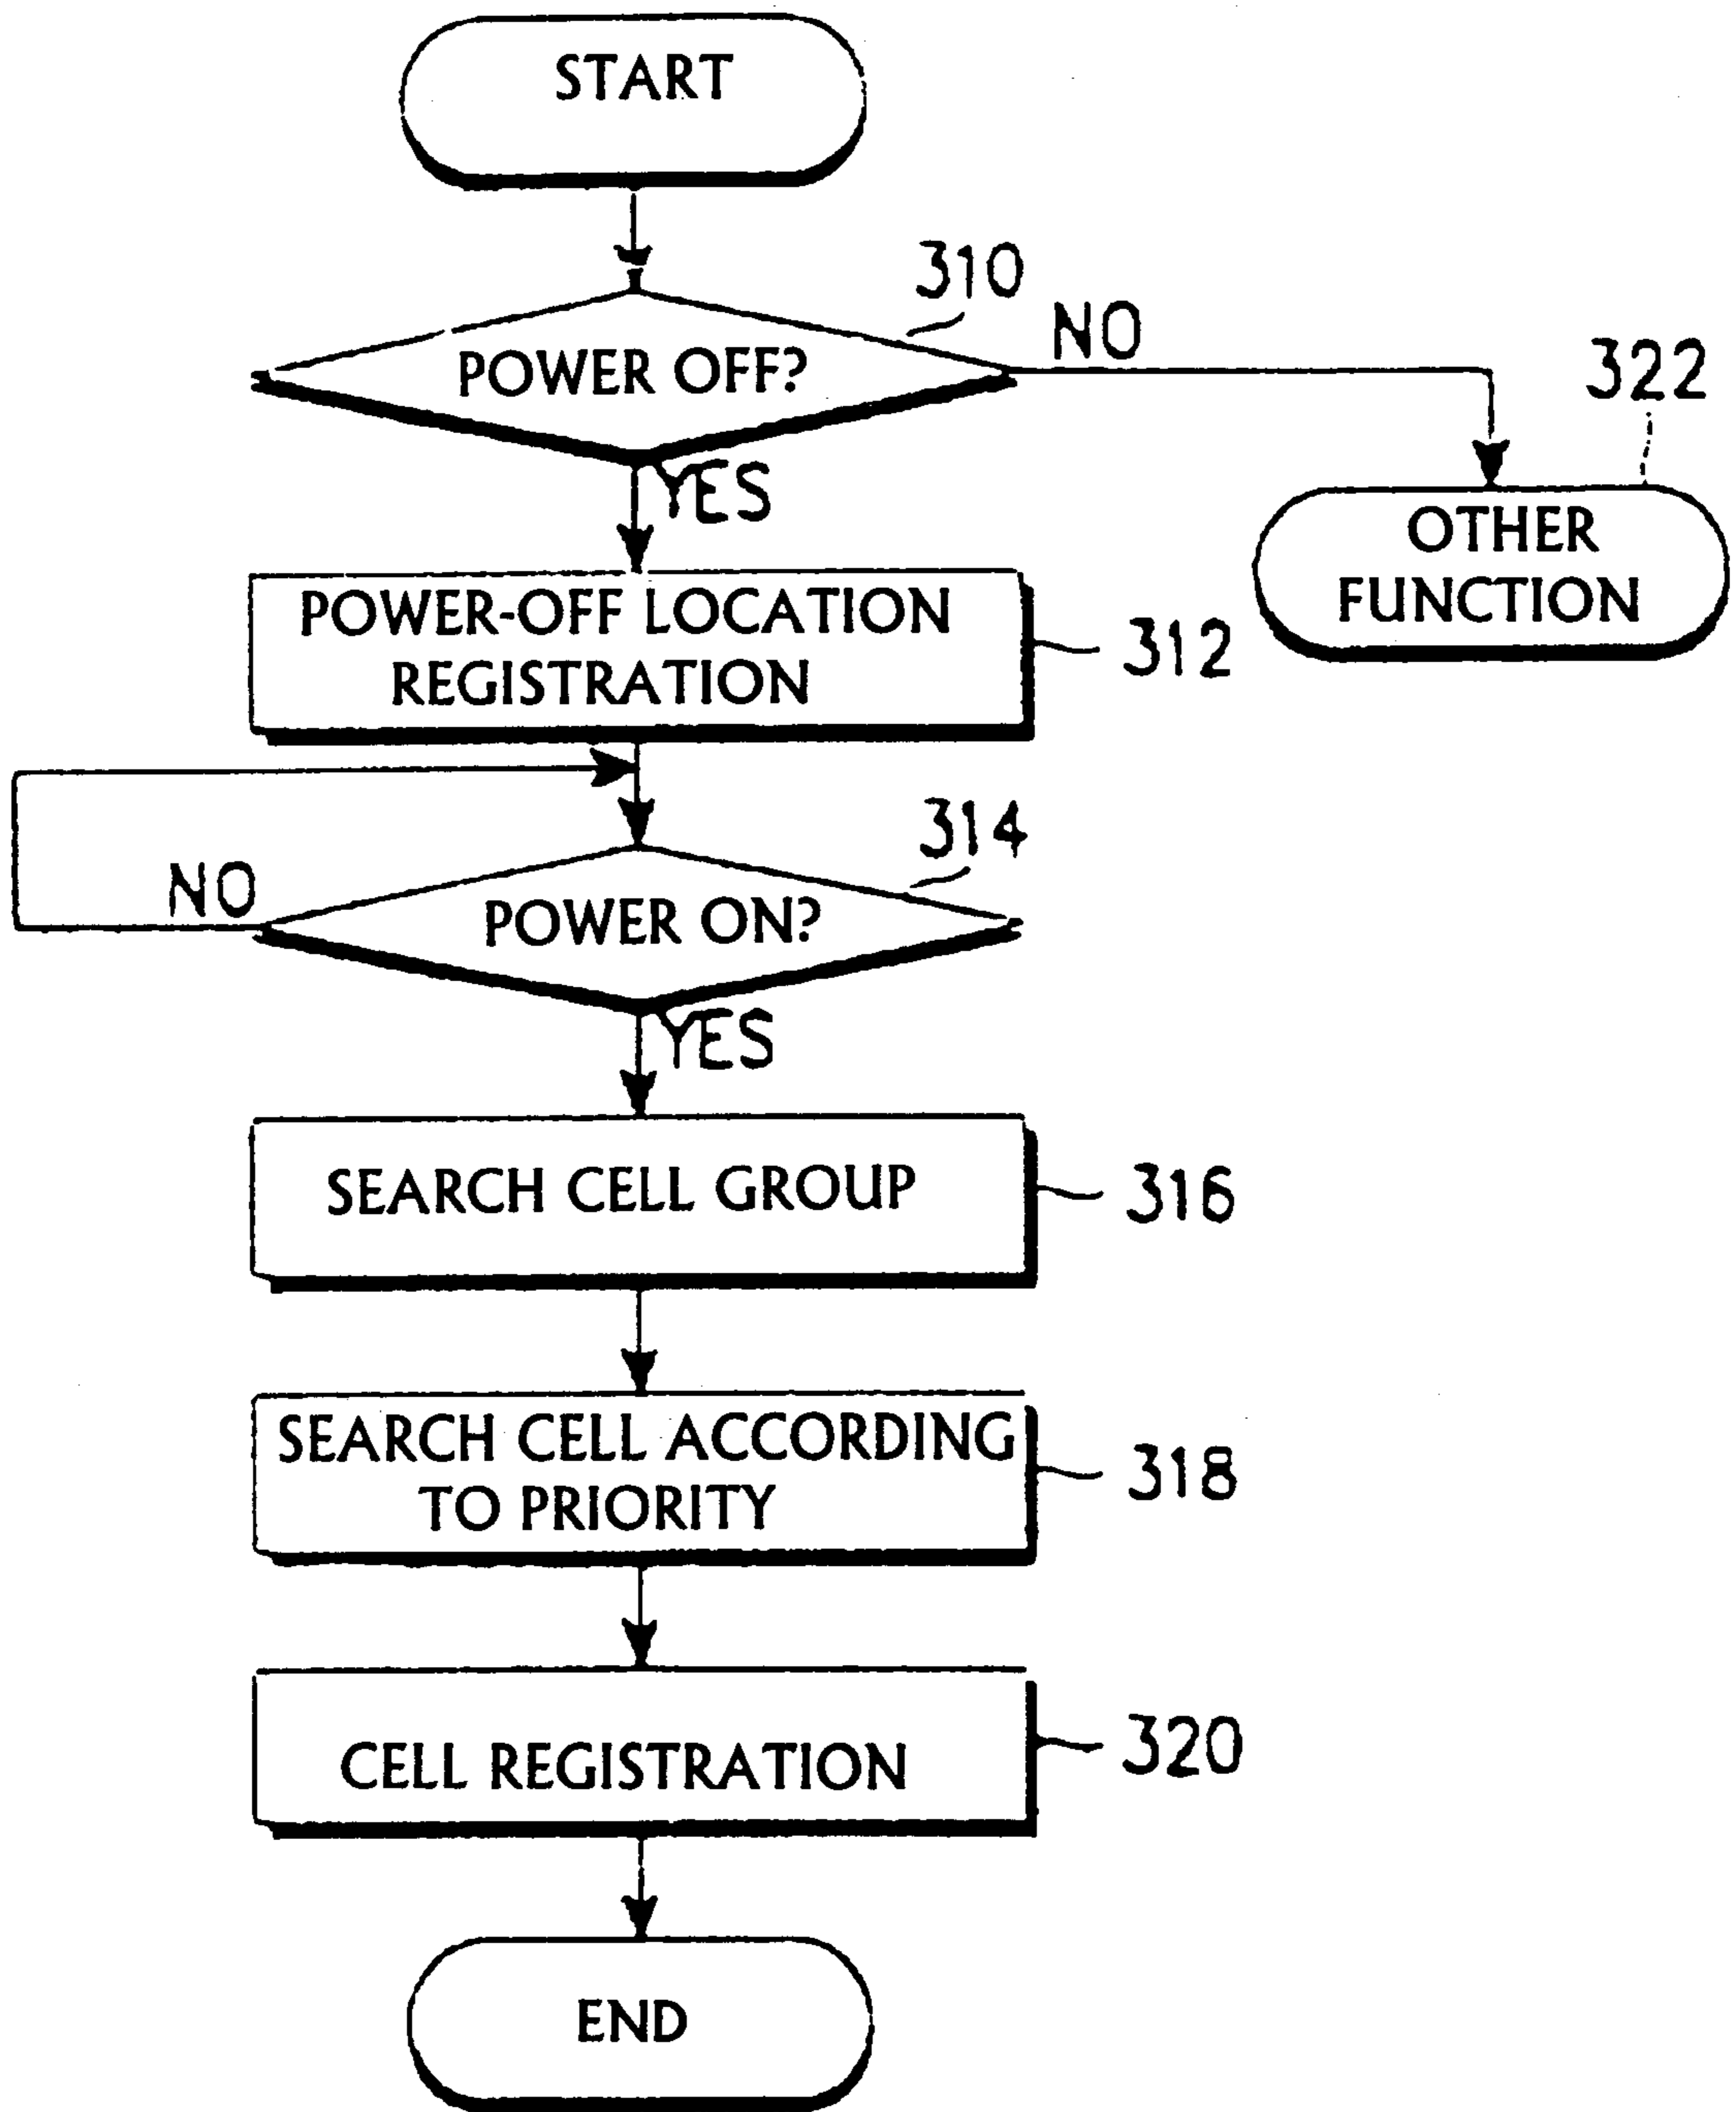 START
310
POWER OFF?
NO
322
YES
OTHER
FUNCTION
POWER-OFF LOCATION
REGISTRATION
312
314
NO
POWER ON?
YES
SEARCH CELL GROUP
316
SEARCH CELL ACCORDING
TO PRIORITY
318
CELL REGISTRATION
320
END